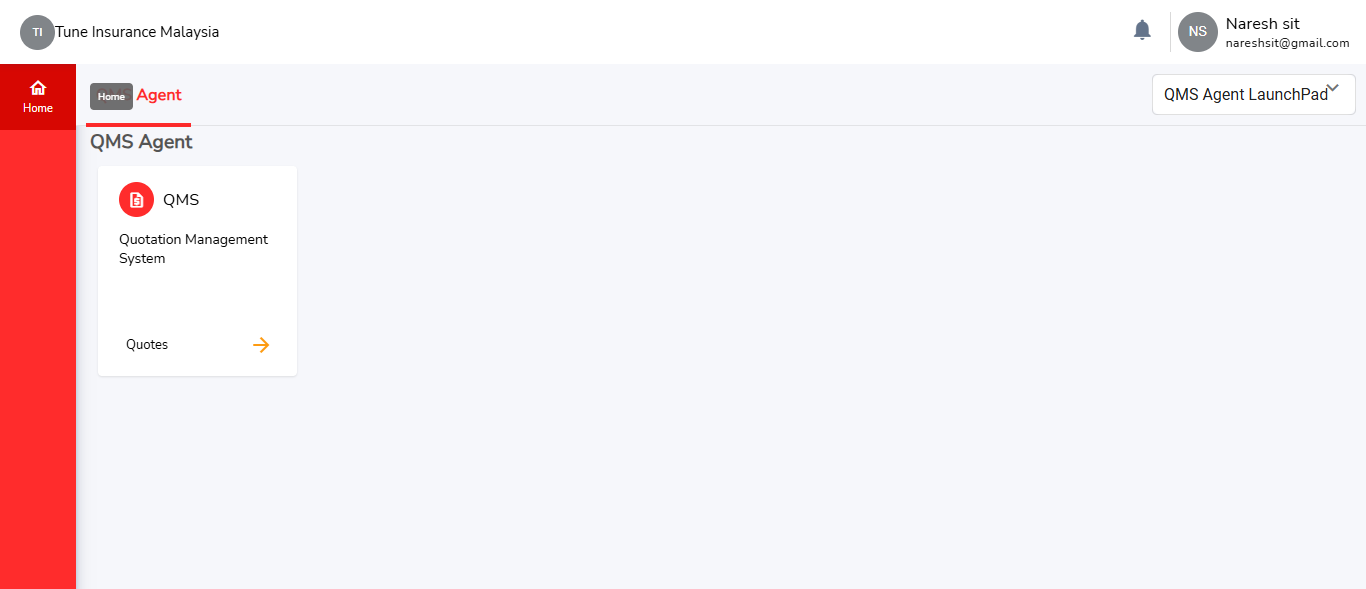 TI Tune Insurance Malaysia
NS Naresh sit
nareshsit@gmail.com
Home
Home
Agent
QMS Agent LaunchPad
QMS Agent
QMS
Quotation Management
System
Quotes